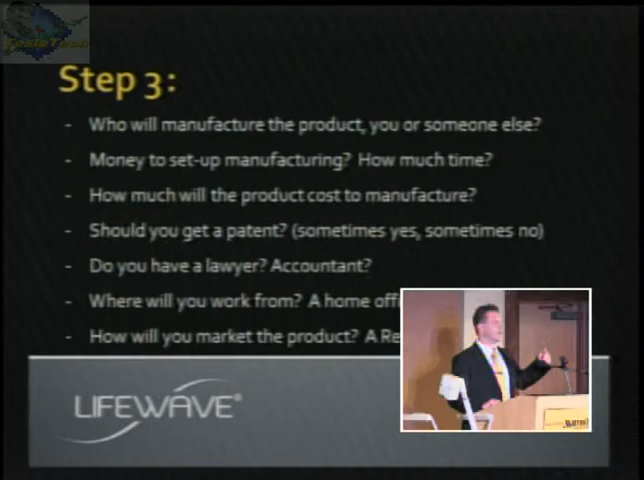 TeslaTech
Step 3:
- Who will manufacture the product, you or someone else?
- Money to set-up manufacturing? How much time?
- How much will the product cost to manufacture?
- Should you get a patent? (sometimes yes, sometimes no)
- Do you have a lawyer? Accountant?
- Where will you work from? A home offi
- How will you market the product? A Re
LIFEWAVE®
Marriott